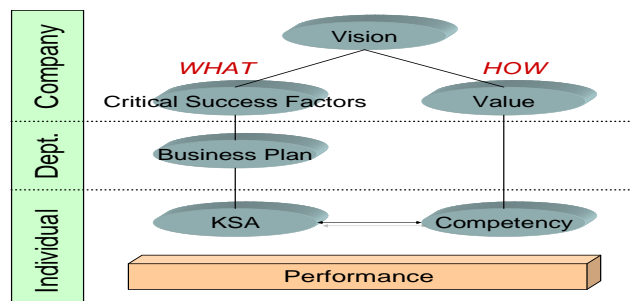 Company
Dept.
Individual
Vision
WHAT
HOW
Critical Success Factors
Value
Business Plan
KSA
Competency
Performance